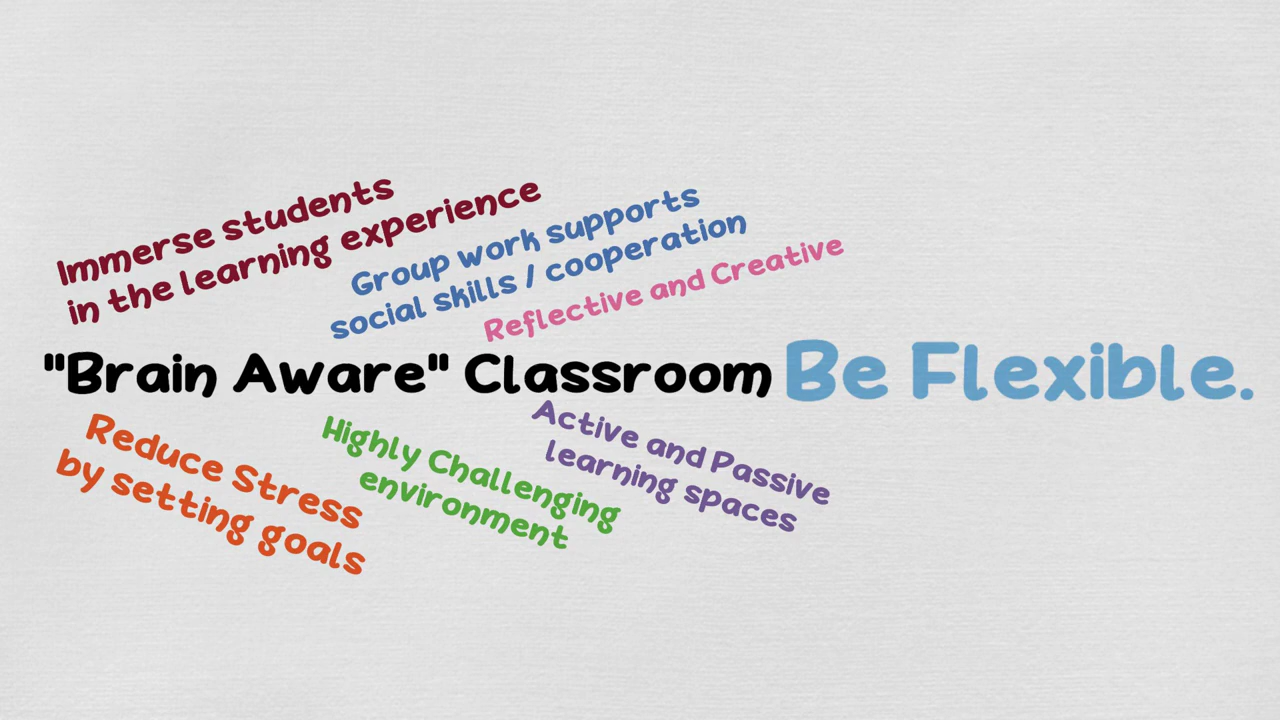 Immerse students
in the learning experience
Group work supports
social skills / cooperation
Reflective and Creative
"Brain Aware" Classroom Be Flexible.
Reduce Stress
by setting goals
Highly Challenging
environment
Active and Passive
learning spaces